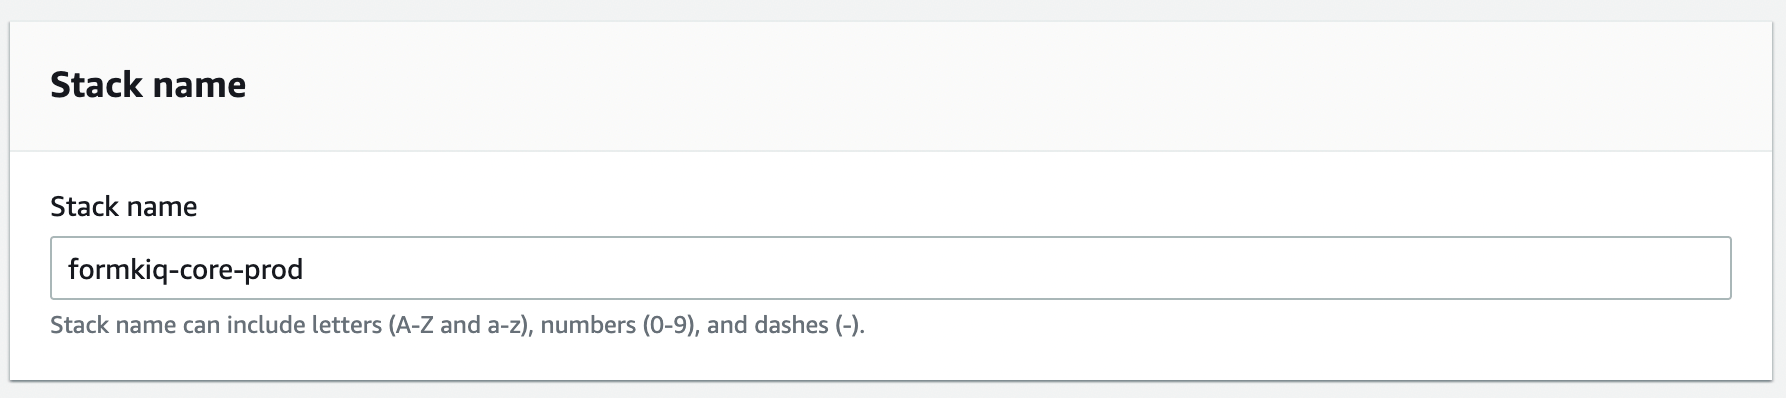 Stack name
Stack name
formkiq-core-prod
Stack name can include letters (A-Z and a-z), numbers (0-9), and dashes (-).